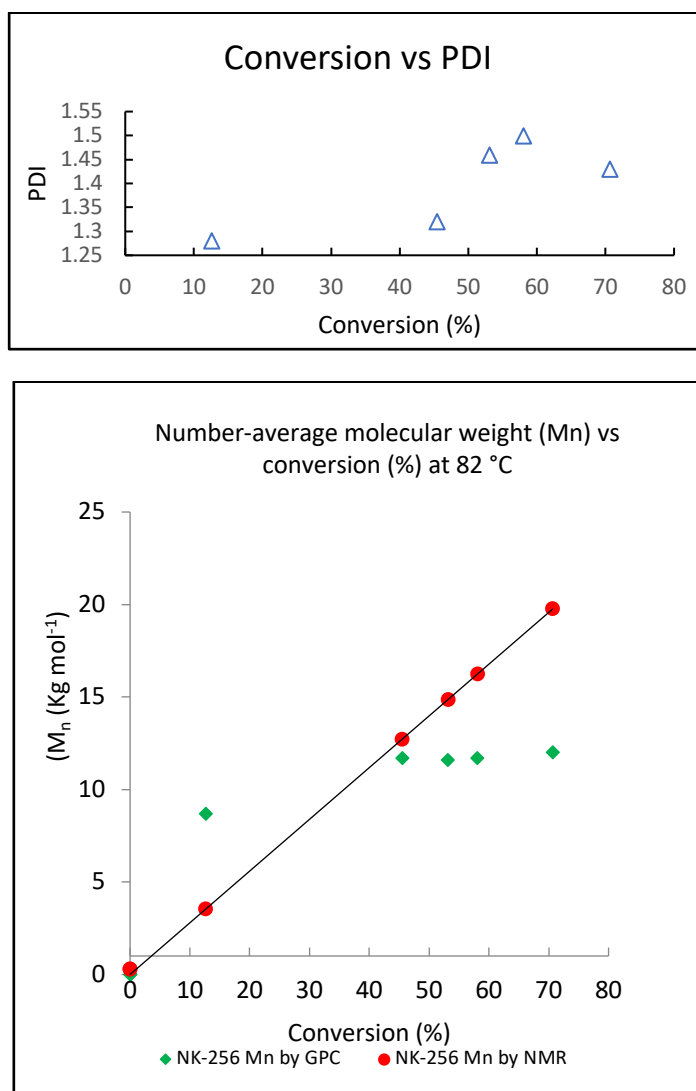 Conversion vs PDI
1.55
1.5
1.45
1.4
1.35
1.3
1.25
PDI
0 10 20 30 40 50 60 70 80
Conversion (%)
Number-average molecular weight (Mn) vs
conversion (%) at 82 °C
25
20
15
10
5
0
(Mₙ (Kg mol⁻¹)
0 10 20 30 40 50 60 70 80
Conversion (%)
NK-256 Mn by GPC NK-256 Mn by NMR